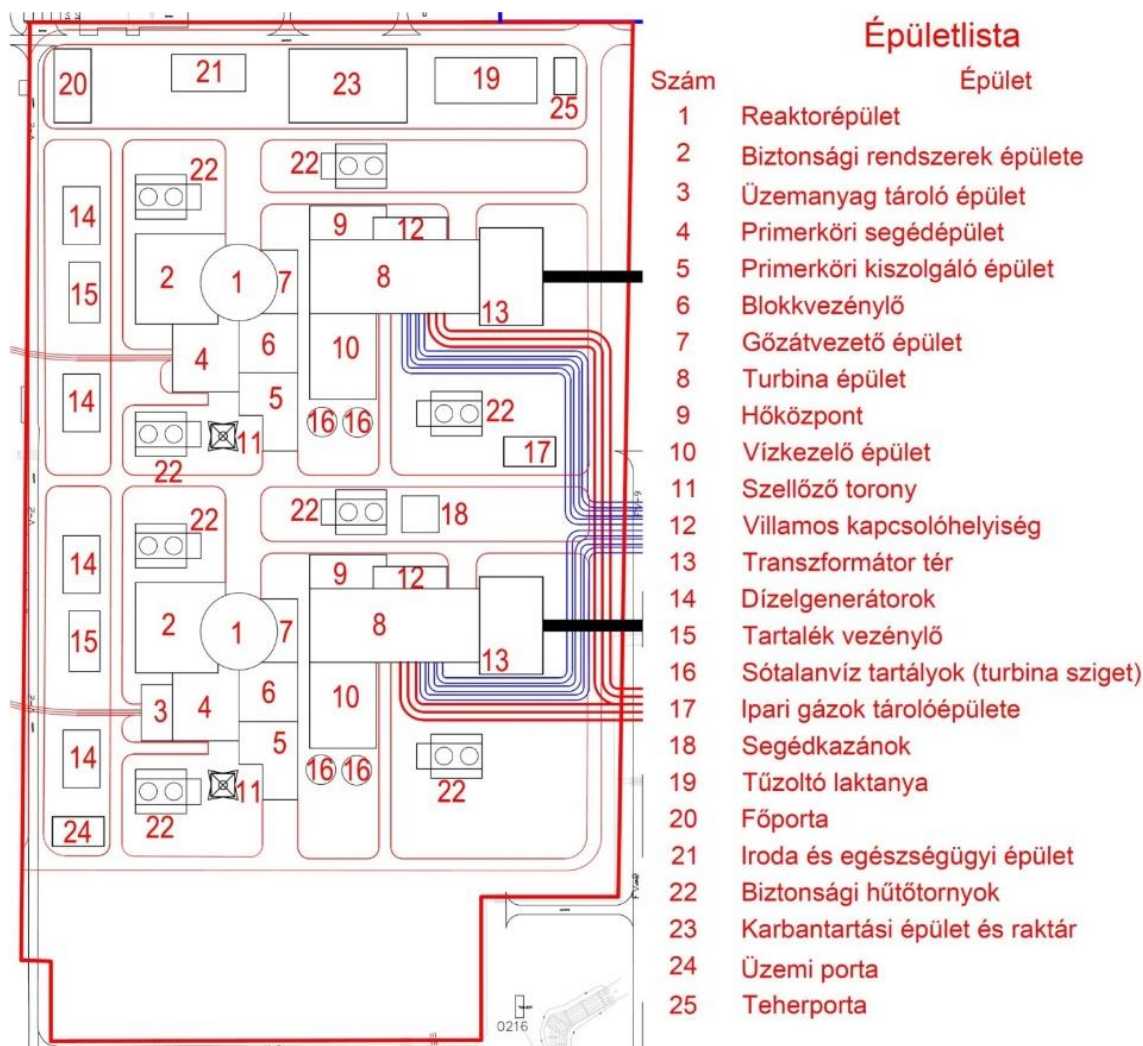 Épületlista
Szám Épület
1 Reaktorépület
2 Biztonsági rendszerek épülete
3 Üzemanyag tároló épület
4 Primerköri segédépület
5 Primerköri kiszolgáló épület
6 Blokkvezénylő
7 Gőzátvezető épület
8 Turbina épület
9 Hőközpont
10 Vízkezelő épület
11 Szellőző torony
12 Villamos kapcsolóhelyiség
13 Transzformátor tér
14 Dízelgenerátorok
15 Tartalék vezénylő
16 Sótalanvíz tartályok (turbina sziget)
17 Ipari gázok tárolóépülete
18 Segédkazánok
19 Tűzoltó laktanya
20 Főporta
21 Iroda és egészségügyi épület
22 Biztonsági hűtőtornyok
23 Karbantartási épület és raktár
24 Üzemi porta
25 Teherporta
20 21 23 19 25
22 22
14 9 12
2 1 7 8
15 13
4 6 10
14 5 22
22 11 16 16 17
22 22 18
14 9 12
2 1 7 8
15 13
3 4 6 10
14 5
22 11 16 16 22
24
0216